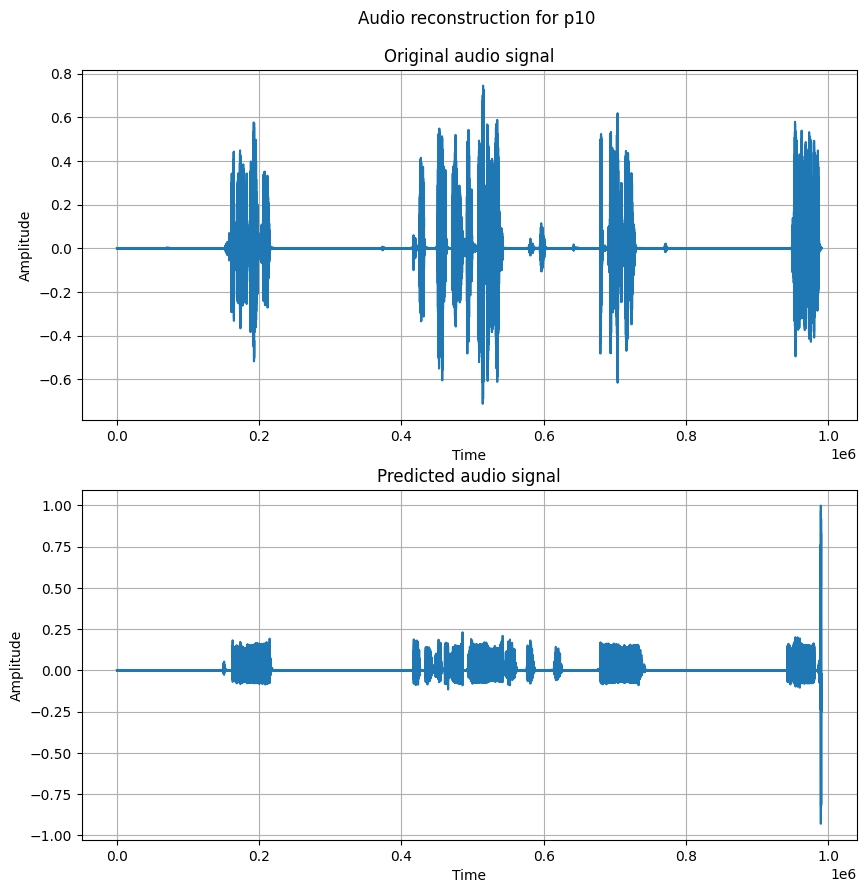 Audio reconstruction for p10
Original audio signal
Amplitude
0.8
0.6
0.4
0.2
0.0
−0.2
−0.4
−0.6
0.0 0.2 0.4 0.6 0.8 1.0
Time
1e6
Predicted audio signal
Amplitude
1.00
0.75
0.50
0.25
0.00
−0.25
−0.50
−0.75
−1.00
0.0 0.2 0.4 0.6 0.8 1.0
Time
1e6